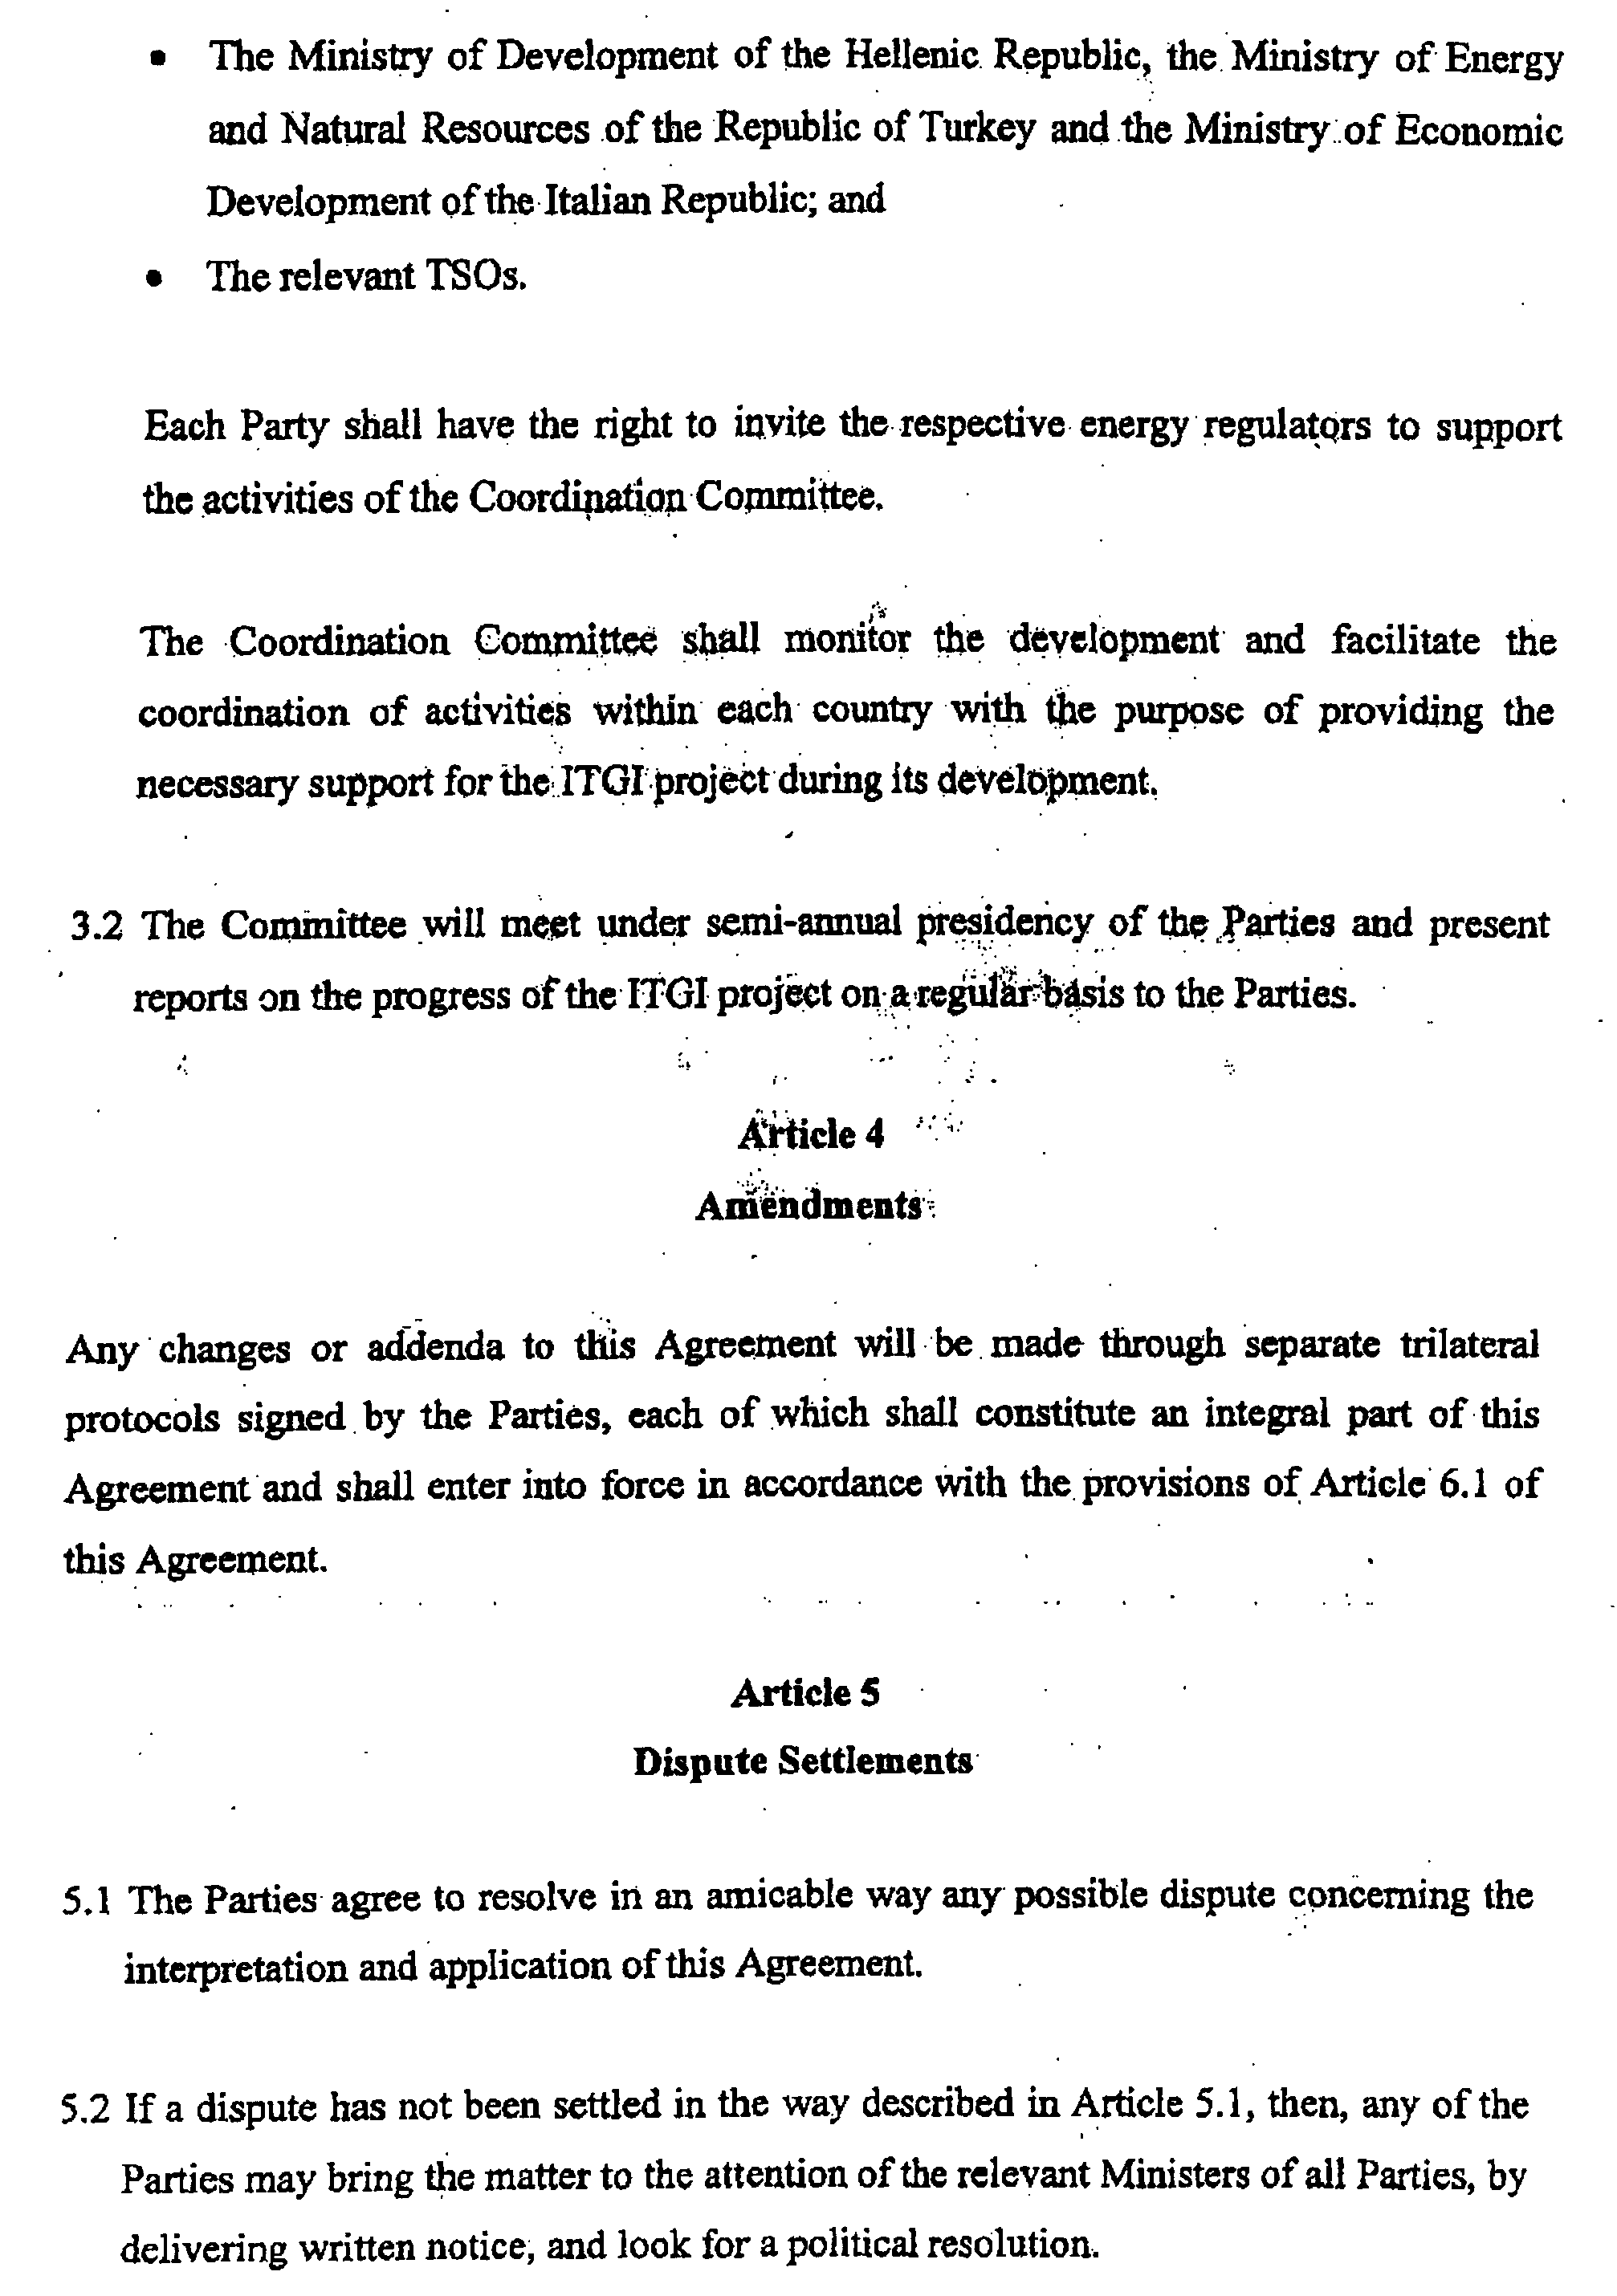 • The Ministry of Development of the Hellenic Republic, the Ministry of Energy
and Natural Resources of the Republic of Turkey and the Ministry of Economic
Development of the Italian Republic; and
• The relevant TSOs.
Each Party shall have the right to invite the respective energy regulators to support
the activities of the Coordination Committee.
The Coordination Committee shall monitor the development and facilitate the
coordination of activities within each country with the purpose of providing the
necessary support for the ITGI project during its development.
3.2 The Committee will meet under semi-annual presidency of the Parties and present
reports on the progress of the ITGI project on a regular basis to the Parties.
Article 4
Amendments
Any changes or addenda to this Agreement will be made through separate trilateral
protocols signed by the Parties, each of which shall constitute an integral part of this
Agreement and shall enter into force in accordance with the provisions of Article 6.1 of
this Agreement.
Article 5
Dispute Settlements
5.1 The Parties agree to resolve in an amicable way any possible dispute concerning the
interpretation and application of this Agreement.
5.2 If a dispute has not been settled in the way described in Article 5.1, then, any of the
Parties may bring the matter to the attention of the relevant Ministers of all Parties, by
delivering written notice, and look for a political resolution.